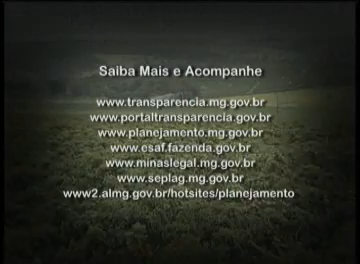 Saiba Mais e Acompanhe
www.transparencia.mg.gov.br
www.portaltransparencia.gov.br
www.planejamento.mg.gov.br
www.esaf.fazenda.gov.br
www.minaslegal.mg.gov.br
www.seplag.mg.gov.br
www2.almg.gov.br/hotsites/planejamento